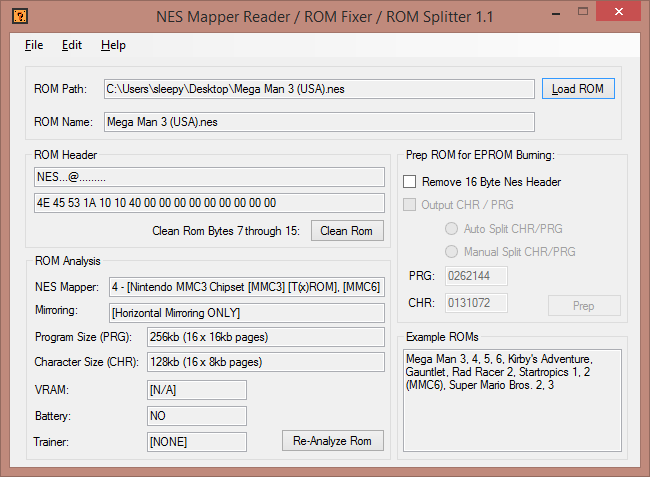 NES Mapper Reader / ROM Fixer / ROM Splitter 1.1
File Edit Help
ROM Path: C:\Users\sleepy\Desktop\Mega Man 3 (USA).nes Load ROM
ROM Name: Mega Man 3 (USA).nes
ROM Header
NES...@.........
4E 45 53 1A 10 10 40 00 00 00 00 00 00 00 00 00
Clean Rom Bytes 7 through 15: Clean Rom
Prep ROM for EPROM Burning:
Remove 16 Byte Nes Header
Output CHR / PRG
Auto Split CHR/PRG
Manual Split CHR/PRG
PRG: 0262144
CHR: 0131072 Prep
ROM Analysis
NES Mapper: 4 - [Nintendo MMC3 Chipset [MMC3] [T(x)ROM], [MMC6]
Mirroring: [Horizontal Mirroring ONLY]
Program Size (PRG): 256kb (16 x 16kb pages)
Character Size (CHR): 128kb (16 x 8kb pages)
VRAM: [N/A]
Battery: NO
Trainer: [NONE] Re-Analyze Rom
Example ROMs
Mega Man 3, 4, 5, 6, Kirby's Adventure,
Gauntlet, Rad Racer 2, Startropics 1, 2
(MMC6), Super Mario Bros. 2, 3